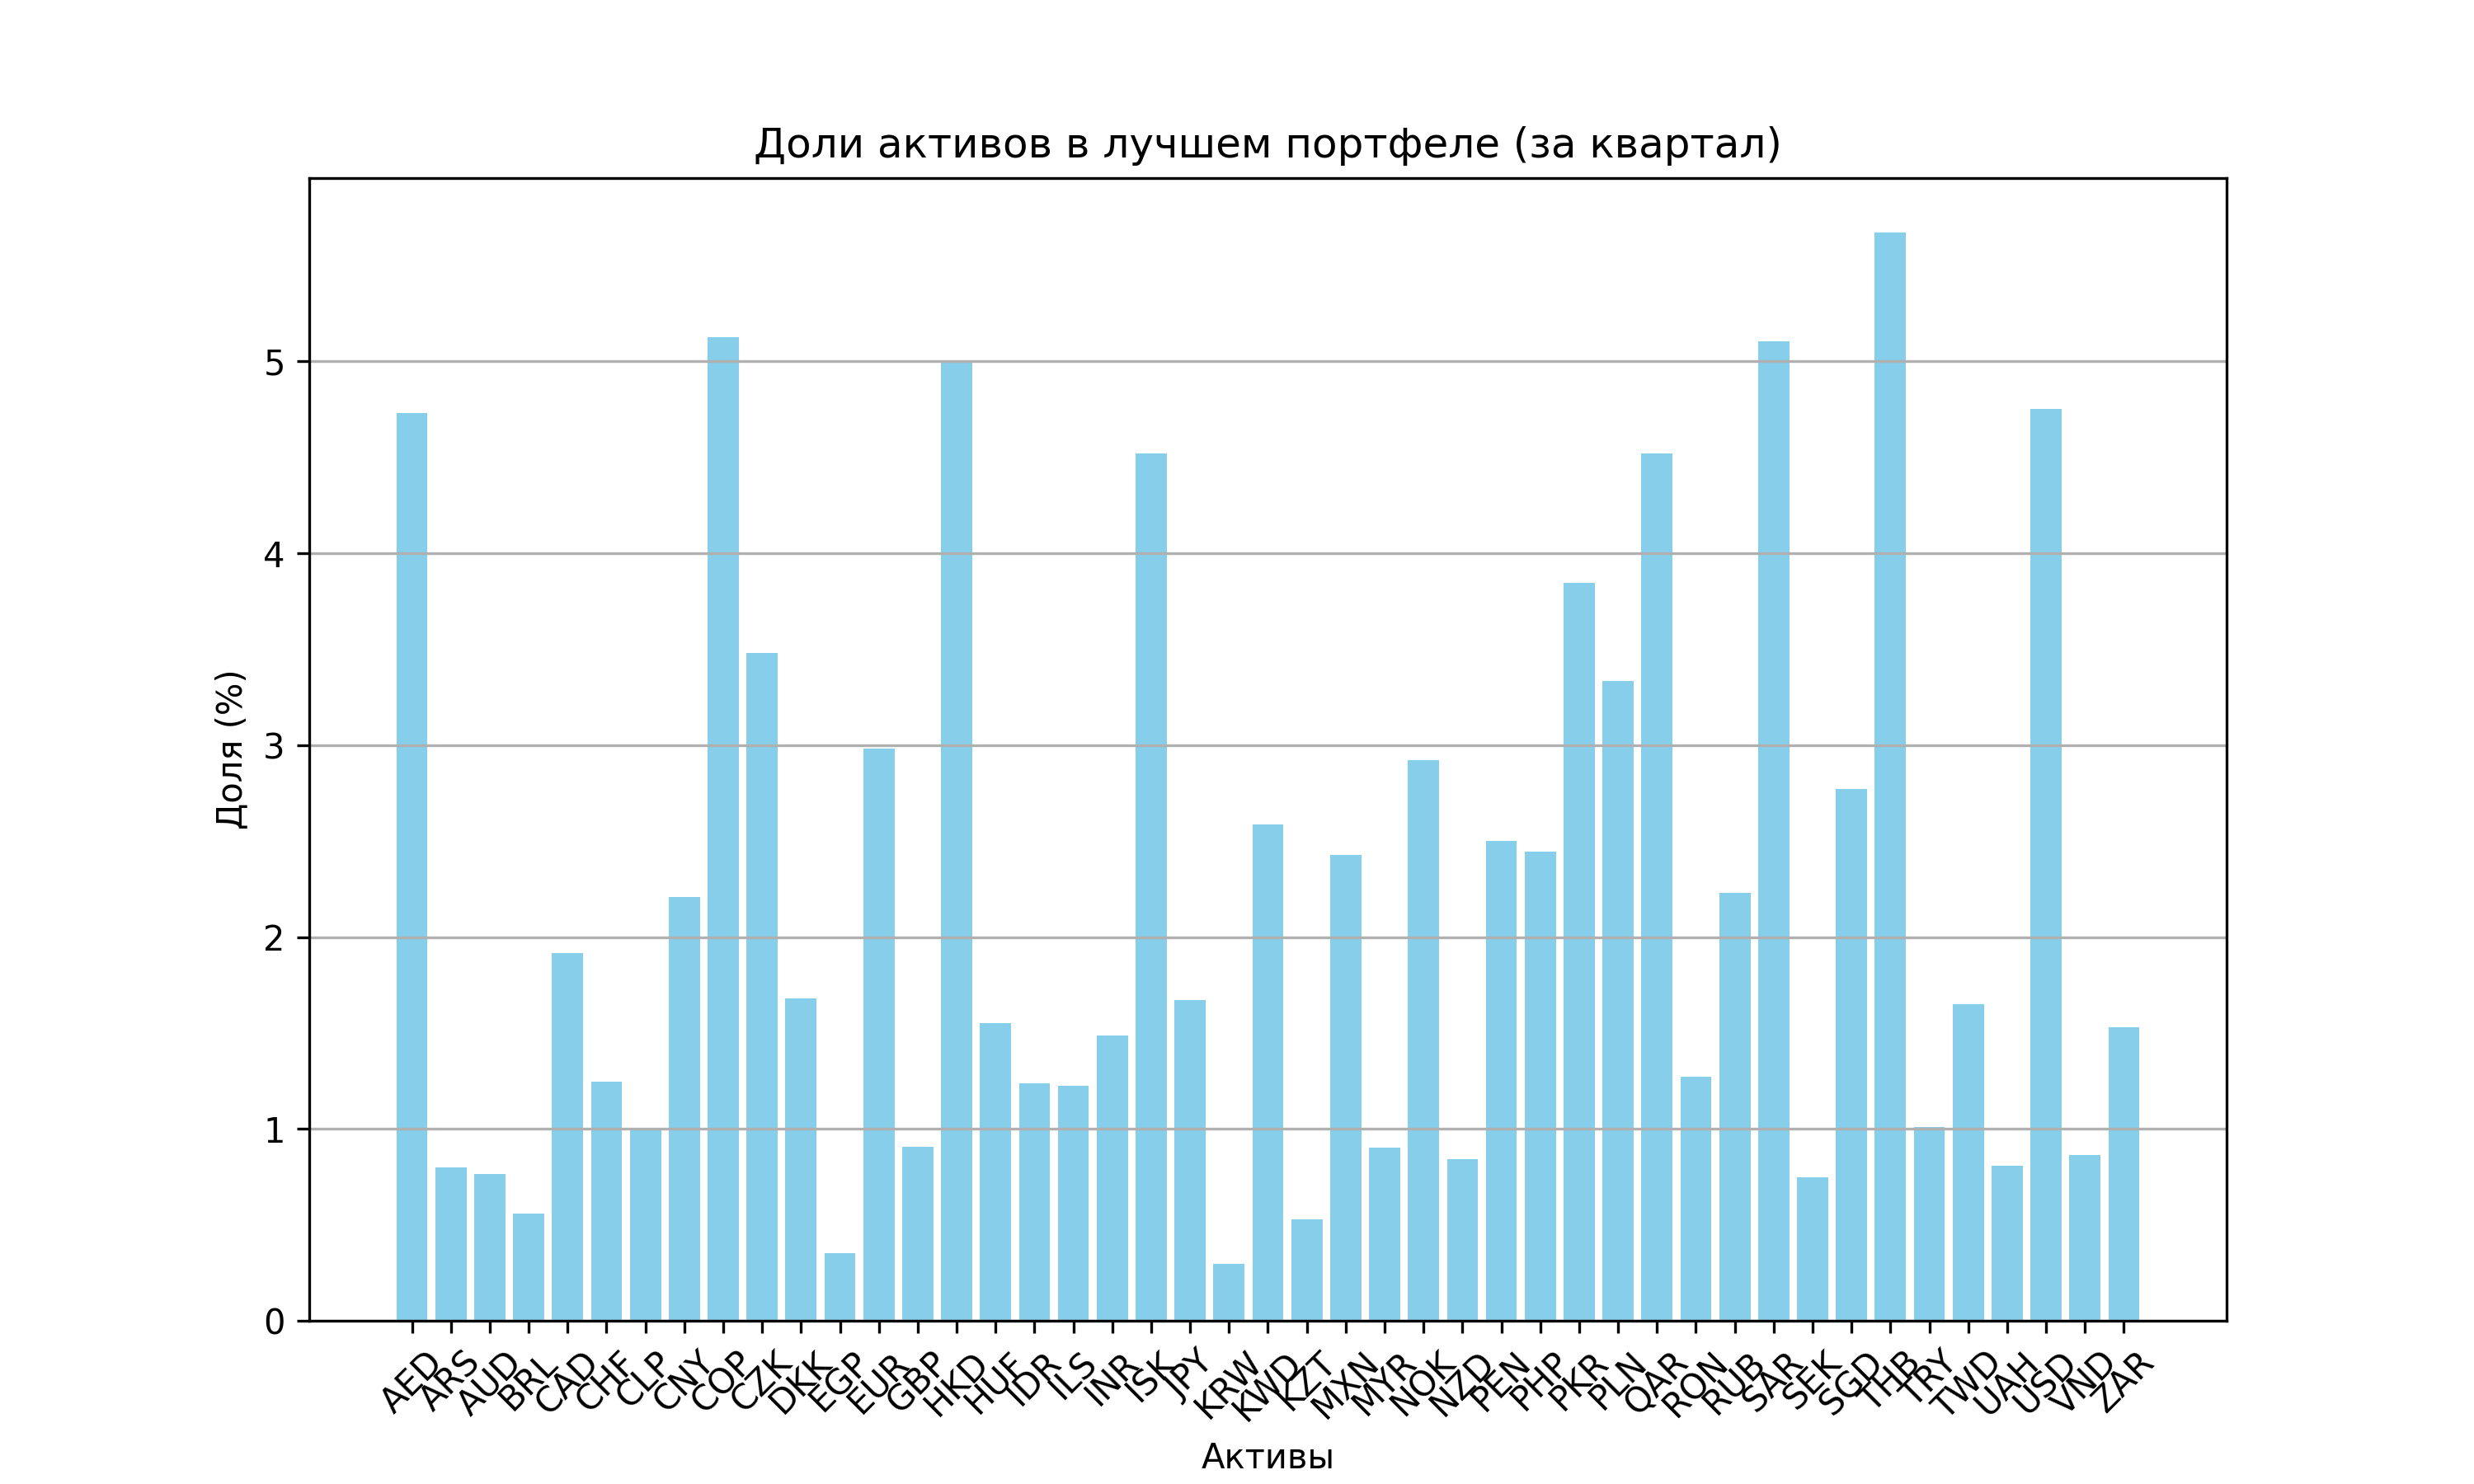 Доли активов в лучшем портфеле (за квартал)
Доля (%)
5
4
3
2
1
0
AED ARS AUD BRL CAD CHF CLP CNY COP CZK DKK EGP EUR GBP HKD HUF IDR ILS INR ISK JPY KRW KWD KZT MXN MYR NOK NZD PEN PHP PKR PLN QAR RON RUB SAR SEK SGD THB TRY TWD UAH USD VND ZAR
Активы